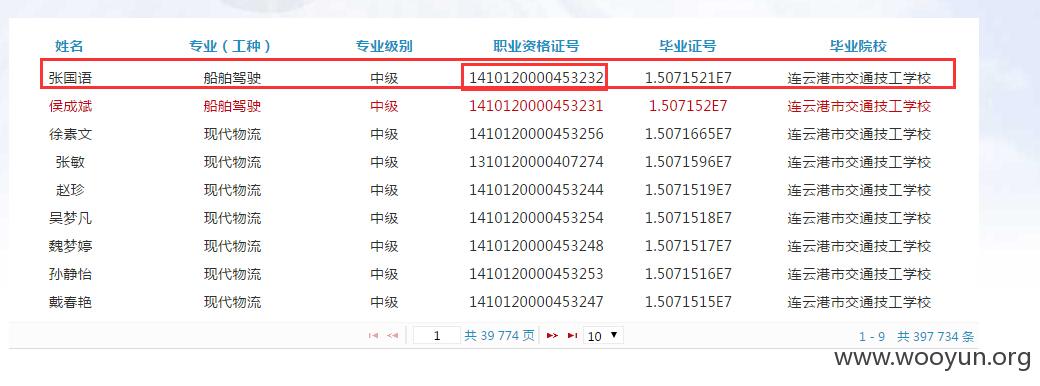 姓名 专业（工种） 专业级别 职业资格证号 毕业证号 毕业院校
张国语 船舶驾驶 中级 1410120000453232 1.5071521E7 连云港市交通技工学校
侯成斌 船舶驾驶 中级 1410120000453231 1.507152E7 连云港市交通技工学校
徐素文 现代物流 中级 1410120000453256 1.5071665E7 连云港市交通技工学校
张敏 现代物流 中级 1310120000407274 1.5071596E7 连云港市交通技工学校
赵珍 现代物流 中级 1410120000453244 1.5071519E7 连云港市交通技工学校
吴梦凡 现代物流 中级 1410120000453254 1.5071518E7 连云港市交通技工学校
魏梦婷 现代物流 中级 1410120000453248 1.5071517E7 连云港市交通技工学校
孙静怡 现代物流 中级 1410120000453253 1.5071516E7 连云港市交通技工学校
戴春艳 现代物流 中级 1410120000453247 1.5071515E7 连云港市交通技工学校
1 共 39 774 页 10 1 - 9 共 397 734 条
www.wooyun.org